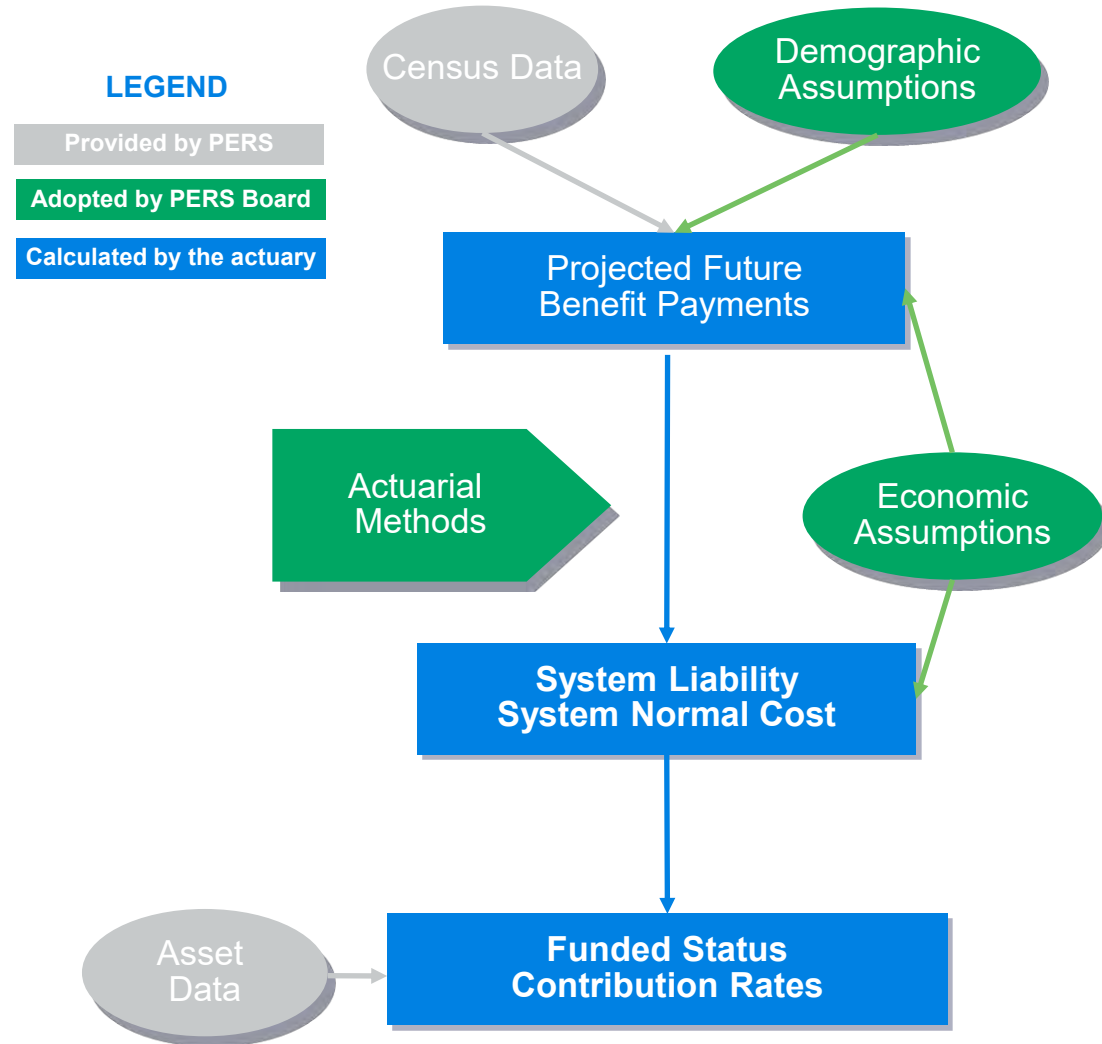 LEGEND
Provided by PERS
Adopted by PERS Board
Calculated by the actuary
Census Data
Demographic
Assumptions
Projected Future
Benefit Payments
Actuarial
Methods
Economic
Assumptions
System Liability
System Normal Cost
Asset
Data
Funded Status
Contribution Rates